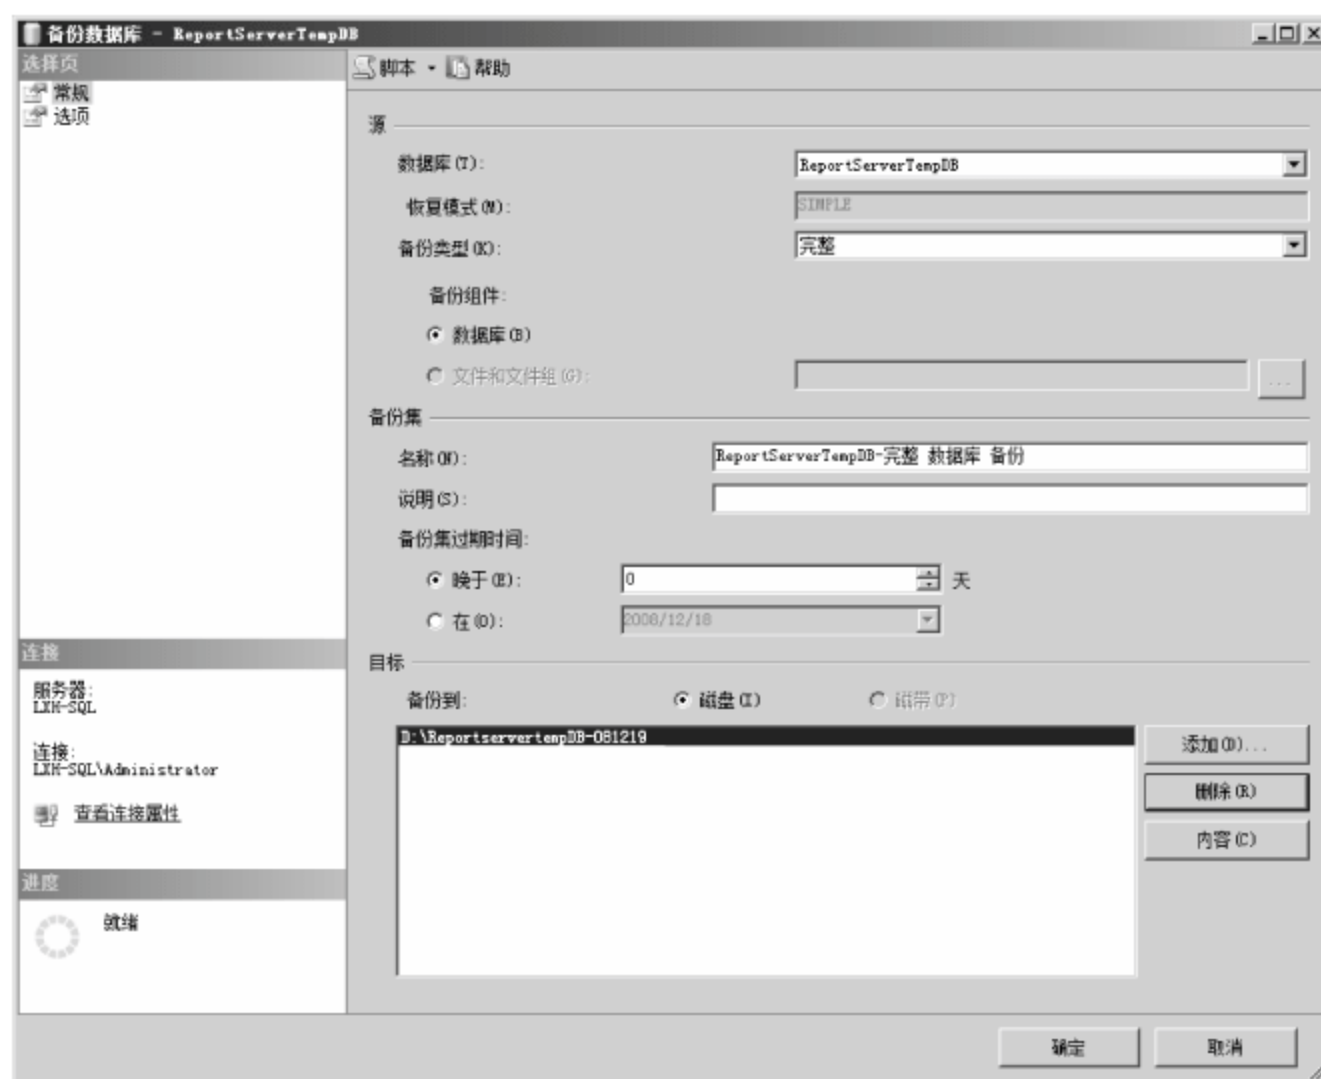 备份数据库 - ReportServerTempDB
选择页
常规
选项
脚本
帮助
源
数据库(T):
ReportServerTempDB
恢复模式(M):
SIMPLE
备份类型(K):
完整
备份组件:
数据库(B)
文件和文件组(G):
...
备份集
名称(N):
ReportServerTempDB-完整 数据库 备份
说明(S):
备份集过期时间:
晚于(E):
0
天
在(O):
2008/12/18
目标
备份到:
磁盘(I)
磁带(P)
D:\ReportservertempDB-081219
添加(D)...
删除(R)
内容(C)
连接
服务器:
LXH-SQL
连接:
LXH-SQL\Administrator
查看连接属性
进度
就绪
确定
取消